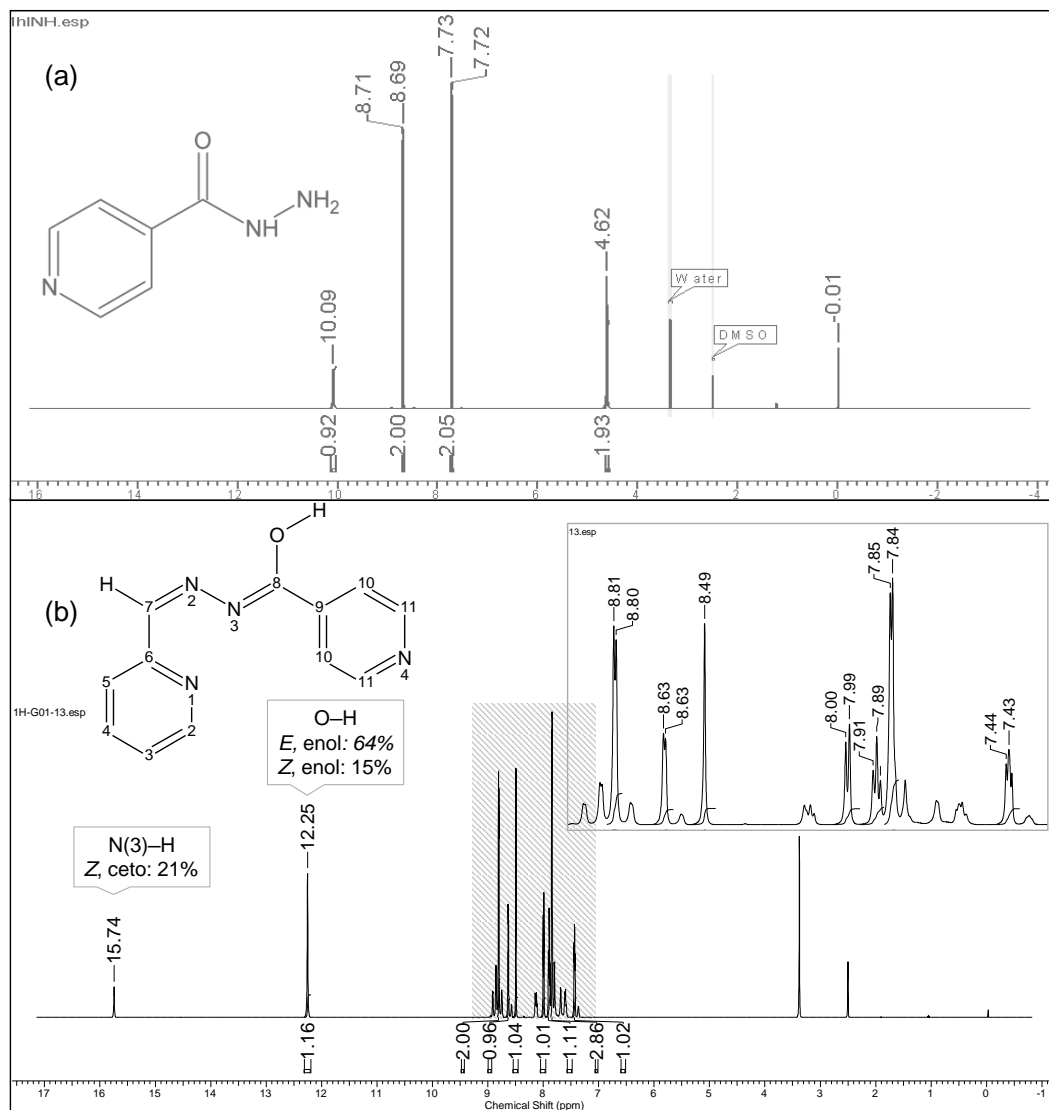 1hINH.esp
(a)
O
NH
NH2
N
10.09
8.71
8.69
7.73
7.72
4.62
Water
DMSO
-0.01
0.92
2.00
2.05
1.93
16 14 12 10 8 6 4 2 0 -2 -4
(b)
H
O
H
7
N
2
N
3
8
9
10
11
10
11
N
4
6
5
N
1
4
3
2
1H-G01-13.esp
O–H
E, enol: 64%
Z, enol: 15%
N(3)–H
Z, ceto: 21%
15.74
12.25
13.esp
8.81
8.80
8.63
8.63
8.49
8.00
7.99
7.91
7.89
7.85
7.84
7.44
7.43
1.16
2.00
0.96
1.04
1.01
1.11
2.86
1.02
17 16 15 14 13 12 11 10 9 8 7 6 5 4 3 2 1 0 -1
Chemical Shift (ppm)